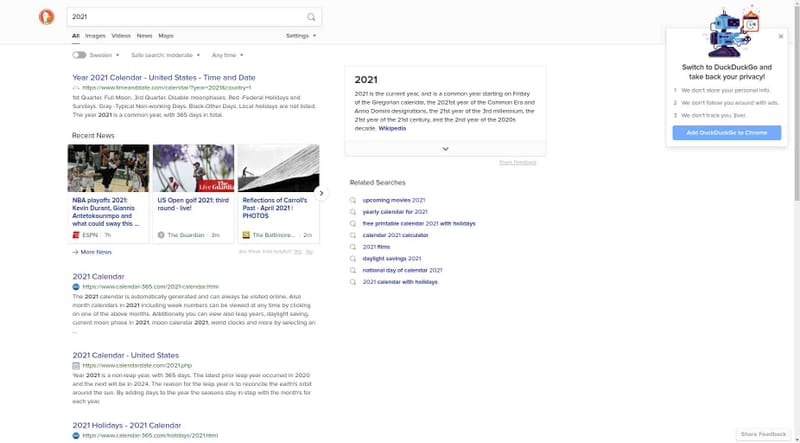 2021
All Images Videos News Maps Settings
Sweden Safe search: moderate Any time
Year 2021 Calendar - United States - Time and Date
https://www.timeanddate.com/calendar/?year=2021&country=1
1st Quarter. Full Moon. 3rd Quarter. Disable moonphases. Red -Federal Holidays and
Sundays. Gray -Typical Non-working Days. Black-Other Days. Local holidays are not listed.
The year 2021 is a common year, with 365 days in total.
Recent News
The Live Guardian
NBA playoffs 2021:
Kevin Durant, Giannis
Antetokounmpo and
what could sway this ...
ESPN 7h
US Open golf 2021: third
round - live!
The Guardian 3m
Reflections of Carroll's
Past - April 2021 |
PHOTOS
The Baltimore... 2m
More News
Are these links helpful? Yes No
2021 Calendar
https://www.calendar-365.com/2021-calendar.html
The 2021 calendar is automatically generated and can always be visited online. Also
month calendars in 2021 including week numbers can be viewed at any time by clicking
on one of the above months. Additionally you can view also leap years, daylight saving,
current moon phase in 2021, moon calendar 2021, world clocks and more by selecting an
...
2021 Calendar - United States
https://www.calendardate.com/2021.php
Year 2021 is a non-leap year, with 365 days. The latest prior leap year occurred in 2020
and the next will be in 2024. The reason for the leap year is to reconcile the earth's orbit
around the sun. By adding days to the year the seasons stay in step with the month's for
each year.
2021 Holidays - 2021 Calendar
https://www.calendar-365.com/holidays/2021.html
2021
2021 is the current year, and is a common year starting on Friday
of the Gregorian calendar, the 2021st year of the Common Era and
Anno Domini designations, the 21st year of the 3rd millennium, the
21st year of the 21st century, and the 2nd year of the 2020s
decade. Wikipedia
Share Feedback
Related Searches
upcoming movies 2021
yearly calendar for 2021
free printable calendar 2021 with holidays
calendar 2021 calculator
2021 films
daylight savings 2021
national day of calendar 2021
2021 calendar with holidays
Switch to DuckDuckGo and
take back your privacy!
1 We don't store your personal info.
2 We don't follow you around with ads.
3 We don't track you. Ever.
Add DuckDuckGo to Chrome
Share Feedback